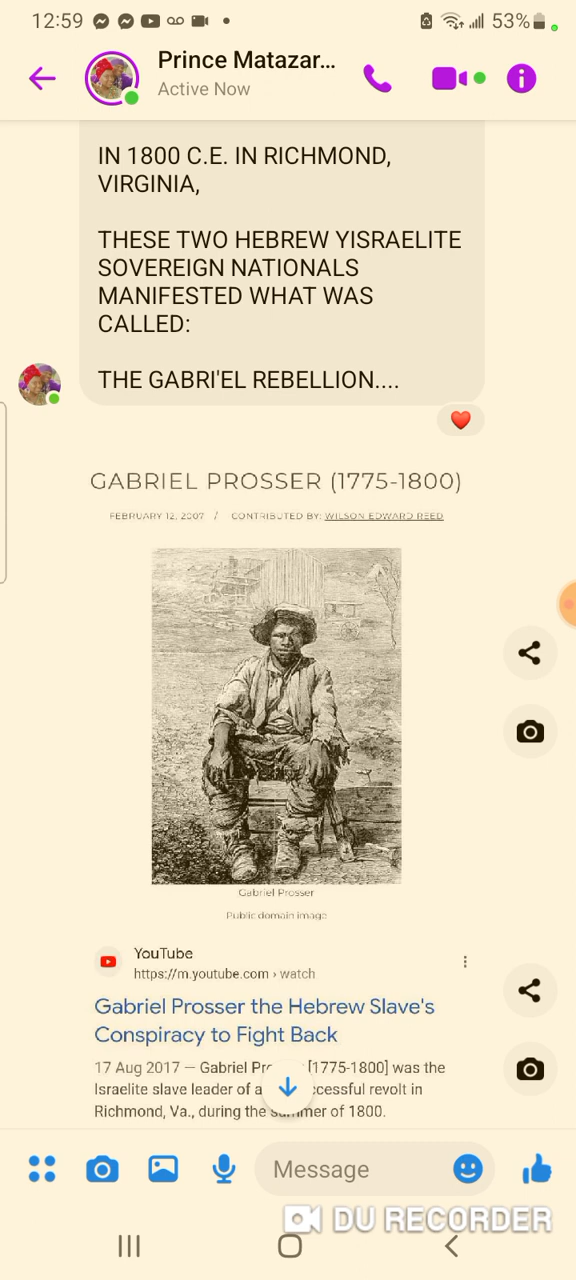 12:59
53%
Prince Matazar...
Active Now
IN 1800 C.E. IN RICHMOND,
VIRGINIA,
THESE TWO HEBREW YISRAELITE
SOVEREIGN NATIONALS
MANIFESTED WHAT WAS
CALLED:
THE GABRI'EL REBELLION....
GABRIEL PROSSER (1775-1800)
FEBRUARY 12, 2007 / CONTRIBUTED BY: WILSON EDWARD REED
Gabriel Prosser
Public domain image
YouTube
https://m.youtube.com › watch
Gabriel Prosser the Hebrew Slave's
Conspiracy to Fight Back
17 Aug 2017 — Gabriel [1775-1800] was the
Israelite slave leader of a revolt in
Richmond, Va., during the summer of 1800.
Message
DU RECORDER